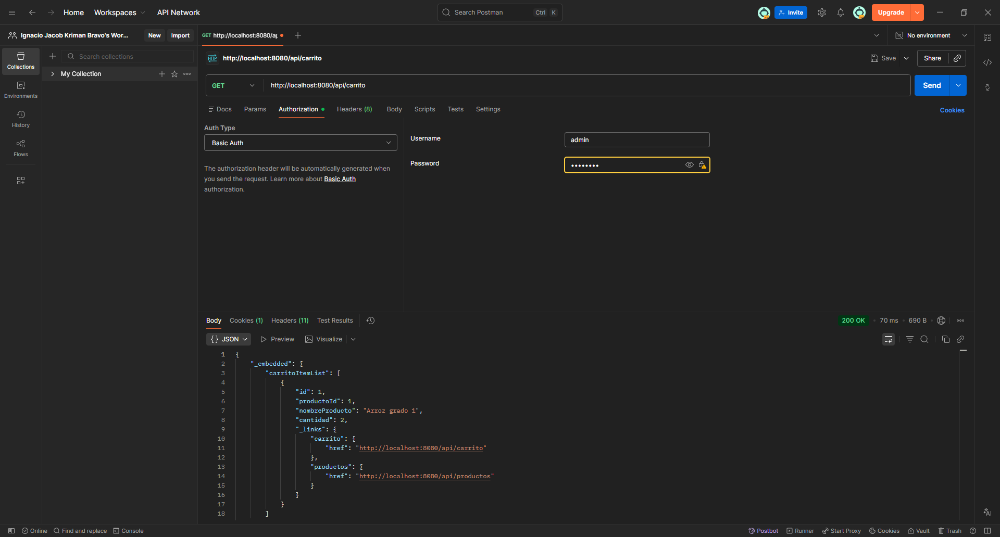 Home
Workspaces
API Network
Search Postman
Ctrl K
Invite
Upgrade
Ignacio Jacob Kriman Bravo's Wor...
New
Import
GET http://localhost:8080/ap
No environment
Collections
Search collections
http://localhost:8080/api/carrito
Save
Share
My Collection
Environments
GET
http://localhost:8080/api/carrito
Send
History
Docs
Params
Authorization
Headers (8)
Body
Scripts
Tests
Settings
Cookies
Flows
Auth Type
Basic Auth
Username
admin
Password
The authorization header will be automatically generated when
you send the request. Learn more about Basic Auth
authorization.
Body
Cookies (1)
Headers (11)
Test Results
200 OK
70 ms
690 B
{} JSON
Preview
Visualize
1 {
2 "_embedded": {
3 "carritoItemList": [
4 {
5 "id": 1,
6 "productoId": 1,
7 "nombreProducto": "Arroz grado 1",
8 "cantidad": 2,
9 "_links": {
10 "carrito": {
11 "href": "http://localhost:8080/api/carrito"
12 },
13 "productos": {
14 "href": "http://localhost:8080/api/productos"
15 }
16 }
17 }
18 ]
AI
Online
Find and replace
Console
Postbot
Runner
Start Proxy
Cookies
Vault
Trash